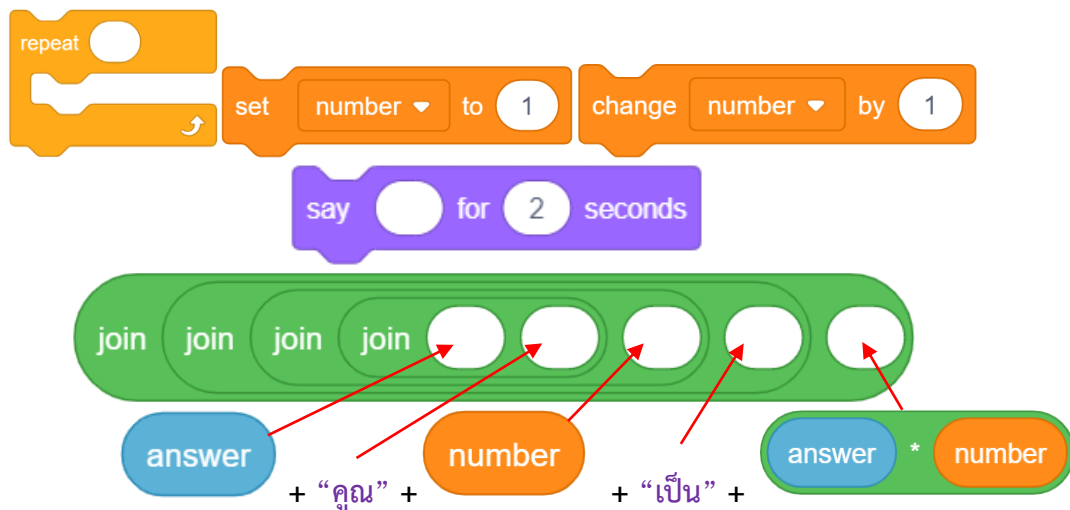 repeat
set number to 1 change number by 1
say for 2 seconds
join join join join
answer number answer * number
+ “คูณ” + + “เป็น” +